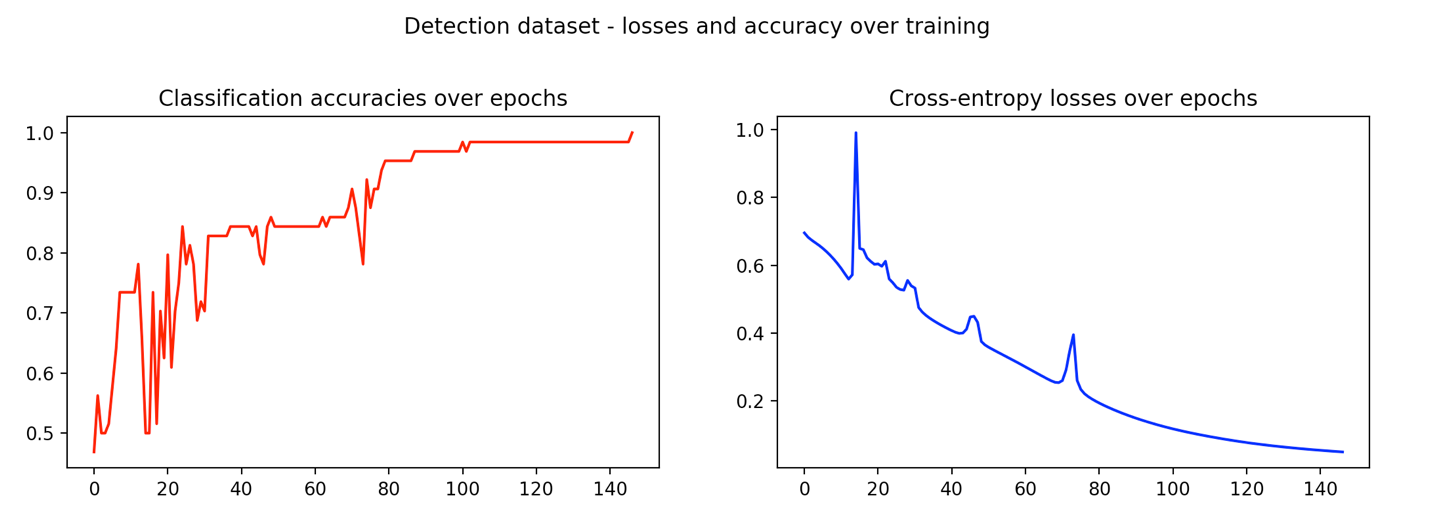 Detection dataset - losses and accuracy over training
Classification accuracies over epochs
1.0
0.9
0.8
0.7
0.6
0.5
0 20 40 60 80 100 120 140
Cross-entropy losses over epochs
1.0
0.8
0.6
0.4
0.2
0 20 40 60 80 100 120 140